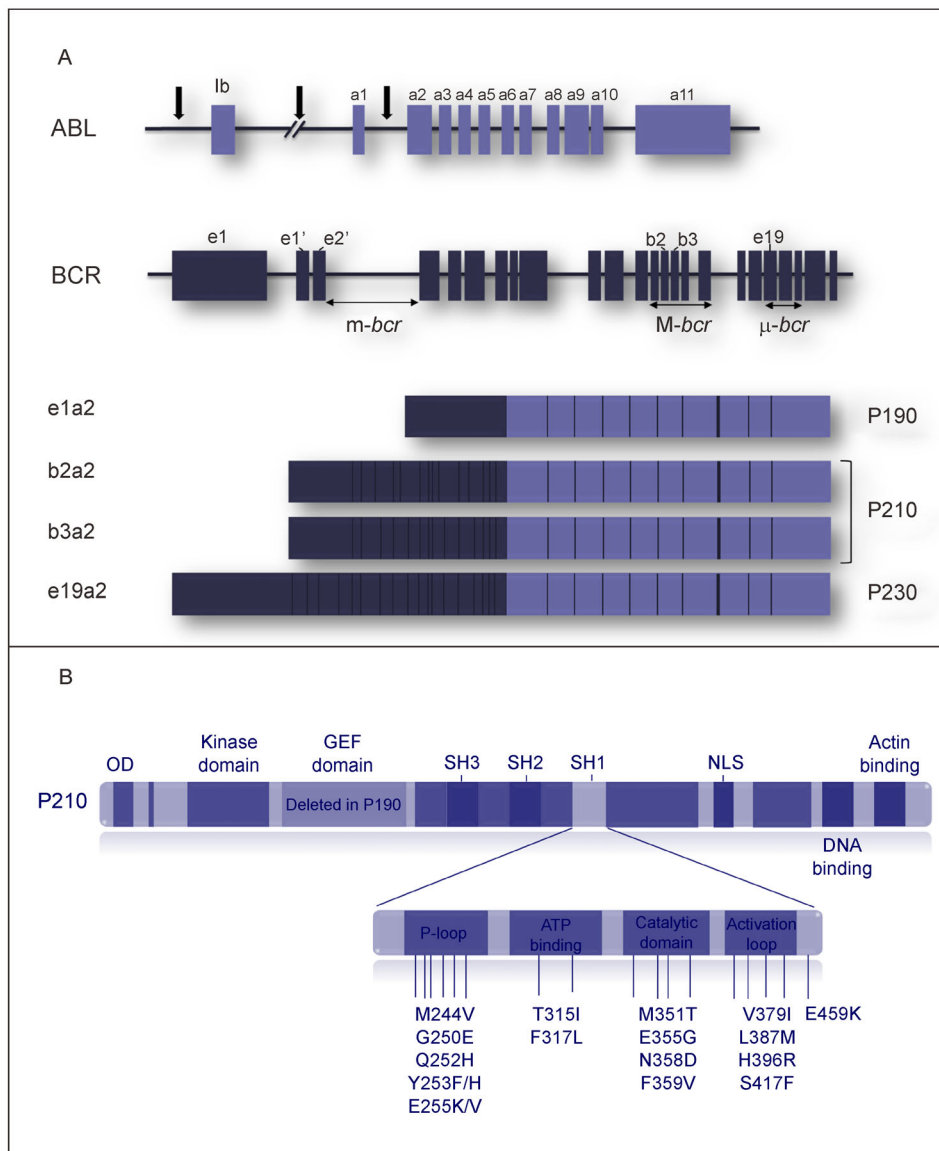 A
Ib
a1
a2 a3 a4 a5 a6 a7 a8 a9 a10
a11
ABL
e1
e1’
e2’
b2
b3
e19
BCR
m-bcr
M-bcr
μ-bcr
e1a2
P190
b2a2
P210
b3a2
e19a2
P230
B
OD
Kinase
domain
GEF
domain
SH3
SH2
SH1
NLS
Actin
binding
P210
Deleted in P190
DNA
binding
P-loop
ATP
binding
Catalytic
domain
Activation
loop
M244V
G250E
Q252H
Y253F/H
E255K/V
T315I
F317L
M351T
E355G
N358D
F359V
V379I
L387M
H396R
S417F
E459K